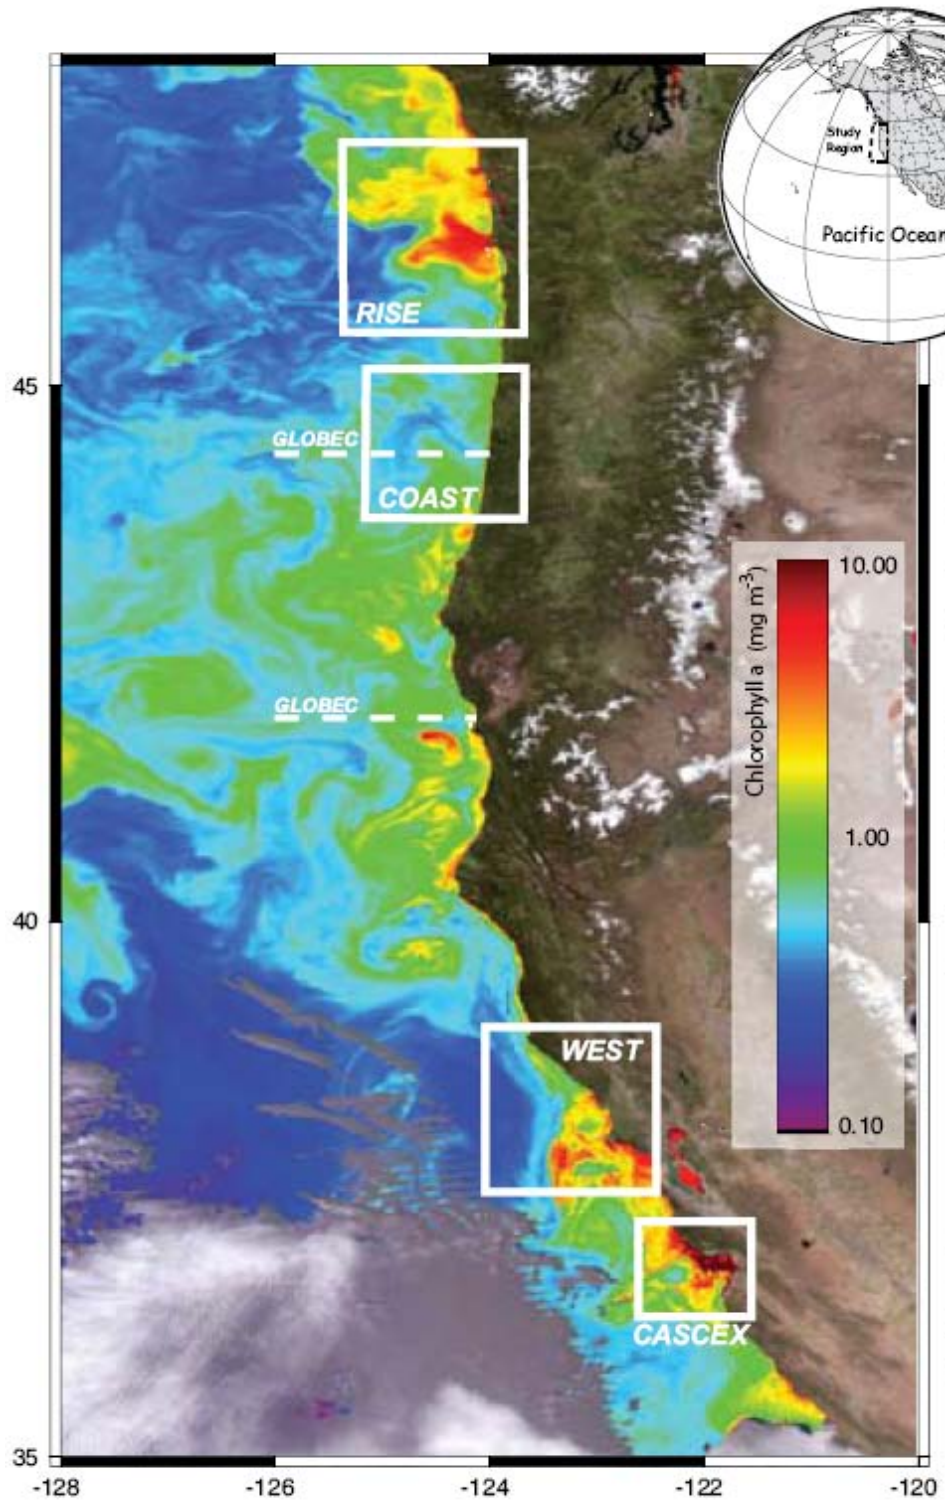 Study
Region
Pacific Ocean
RISE
45
GLOBEC
COAST
10.00
Chlorophyll a (mg m-3)
GLOBEC
1.00
40
WEST
0.10
CASCEX
35
-128
-126
-124
-122
-120